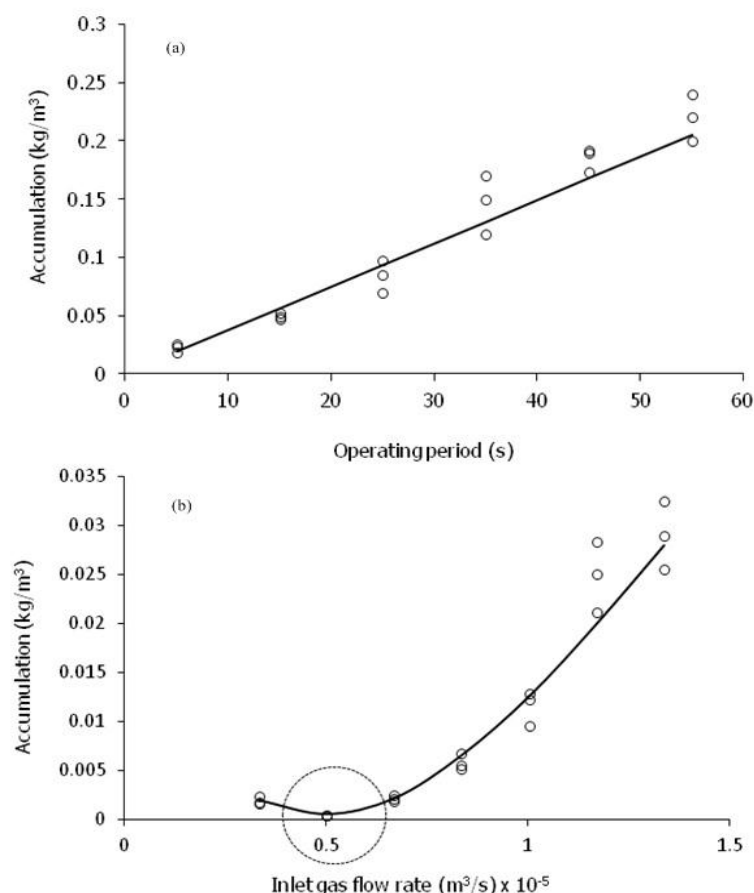 0.3
(a)
0.25
0.2
0.15
0.1
0.05
0
Accumulation (kg/m³)
0 10 20 30 40 50 60
Operating period (s)
0.035
(b)
0.03
0.025
0.02
0.015
0.01
0.005
0
Accumulation (kg/m³)
0 0.5 1 1.5
Inlet gas flow rate (m³/s) x 10⁻⁵